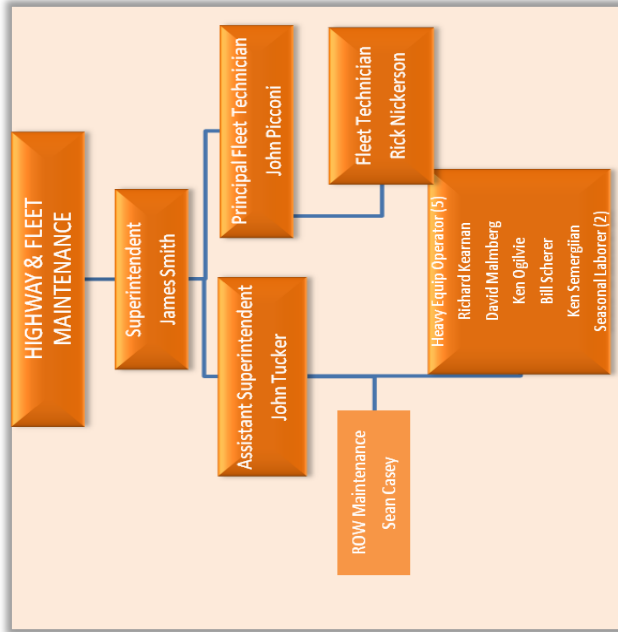 HIGHWAY & FLEET
MAINTENANCE
Superintendent
James Smith
Assistant Superintendent
John Tucker
Principal Fleet Technician
John Picconi
ROW Maintenance
Sean Casey
Fleet Technician
Rick Nickerson
Heavy Equip Operator (5)
Richard Kearnan
David Malmberg
Ken Ogilvie
Bill Scherer
Ken Semergiian
Seasonal Laborer (2)